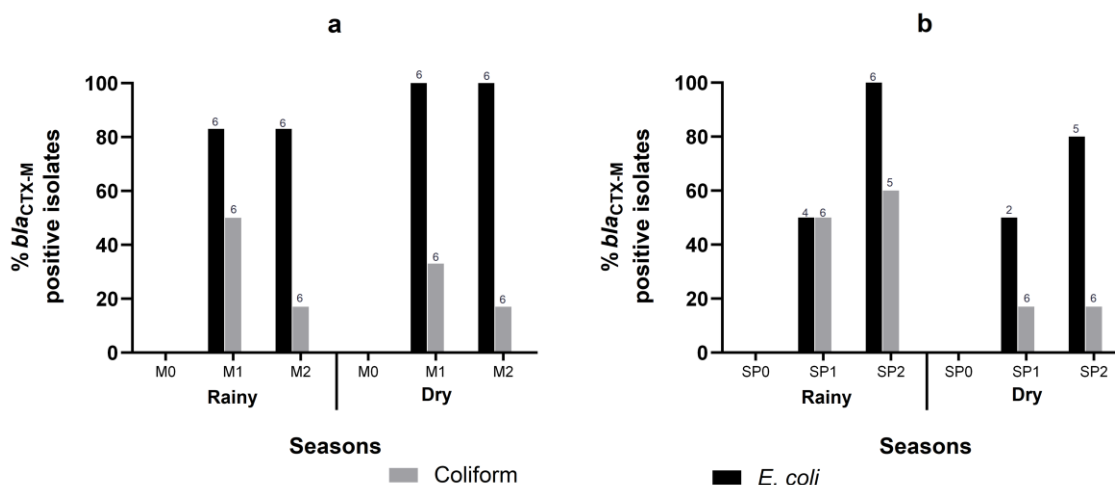 a
% blaCTX-M
positive isolates
100
80
60
40
20
0
6
6
6
6
6
6
6
6
M0 M1 M2 M0 M1 M2
Rainy Dry
Seasons
b
% blaCTX-M
positive isolates
100
80
60
40
20
0
4
6
6
5
2
6
5
6
SP0 SP1 SP2 SP0 SP1 SP2
Rainy Dry
Seasons
Coliform
E. coli